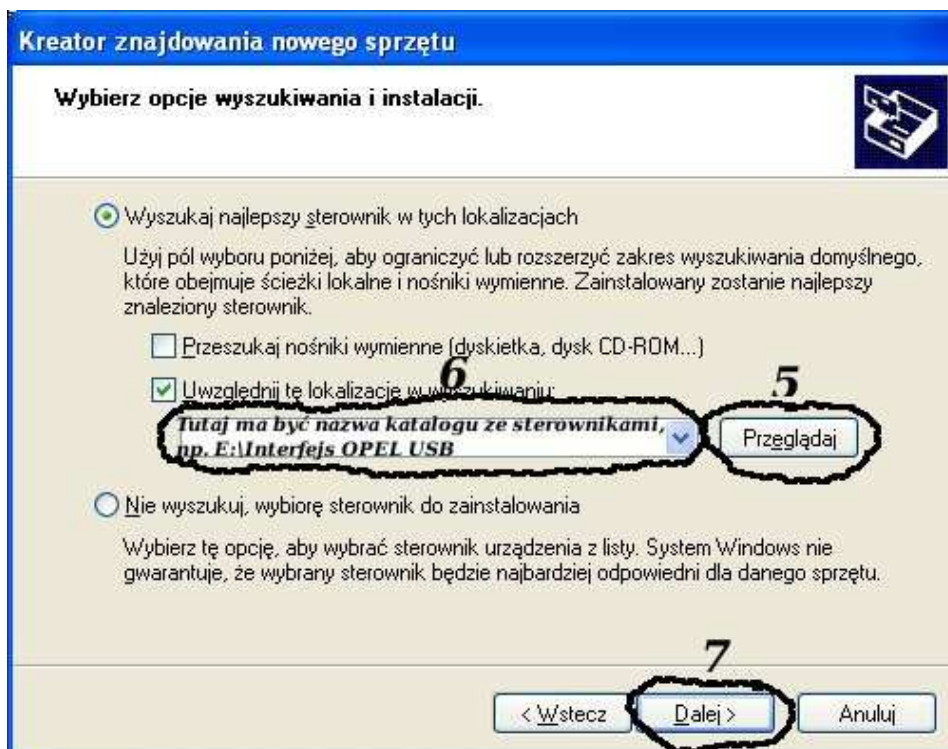 Kreator znajdowania nowego sprzętu
Wybierz opcje wyszukiwania i instalacji.
Wyszukaj najlepszy sterownik w tych lokalizacjach
Użyj pól wyboru poniżej, aby ograniczyć lub rozszerzyć zakres wyszukiwania domyślnego,
które obejmuje ścieżki lokalne i nośniki wymienne. Zainstalowany zostanie najlepszy
znaleziony sterownik.
Przeszukaj nośniki wymienne (dyskietka, dysk CD-ROM...)
6
5
Uwzględnij tę lokalizację w wyszukiwaniu:
Tutaj ma być nazwa katalogu ze sterownikami,
np. E:\Interfejs OPEL USB
Przeglądaj
Nie wyszukuj, wybiorę sterownik do zainstalowania
Wybierz tę opcję, aby wybrać sterownik urządzenia z listy. System Windows nie
gwarantuje, że wybrany sterownik będzie najbardziej odpowiedni dla danego sprzętu.
7
< Wstecz
Dalej >
Anuluj